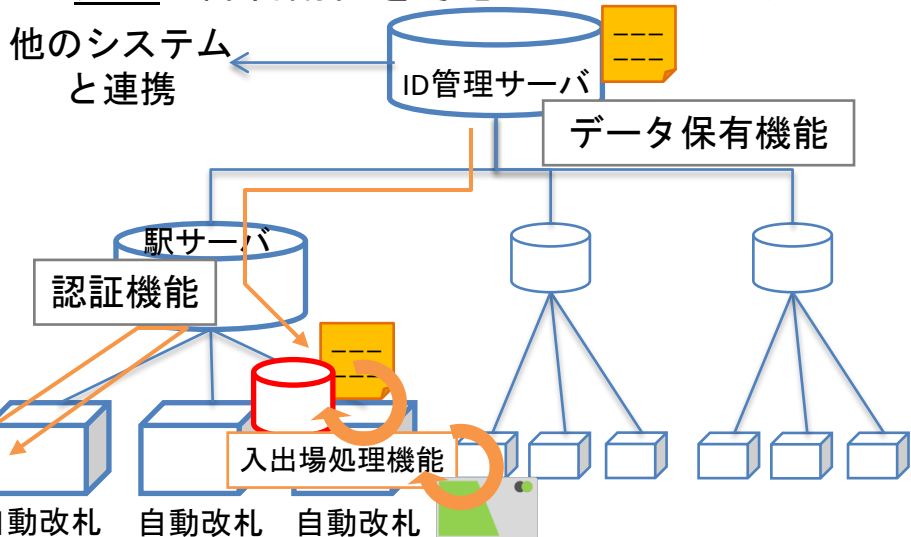 他のシステム
と連携
ID管理サーバ
データ保有機能
駅サーバ
認証機能
入出場処理機能
動改札
自動改札
自動改札